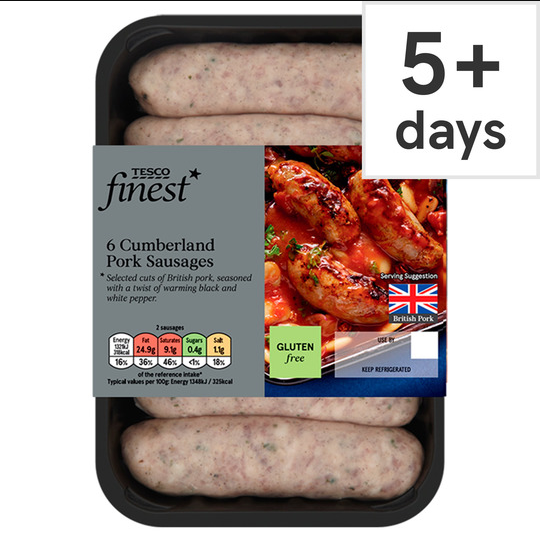 5+
days
TESCO
finest*
6 Cumberland
Pork Sausages
* Selected cuts of British pork, seasoned
with a twist of warming black and
white pepper.
Serving Suggestion
British Pork
2 sausages
Energy Fat Saturates Sugars Salt
1329kJ
318kcal 24.9g 9.1g 0.4g 1.1g
16% 36% 46% <1% 18%
of the reference intake*
Typical values per 100g: Energy 1348kJ / 325kcal
GLUTEN
free
USE BY
KEEP REFRIGERATED